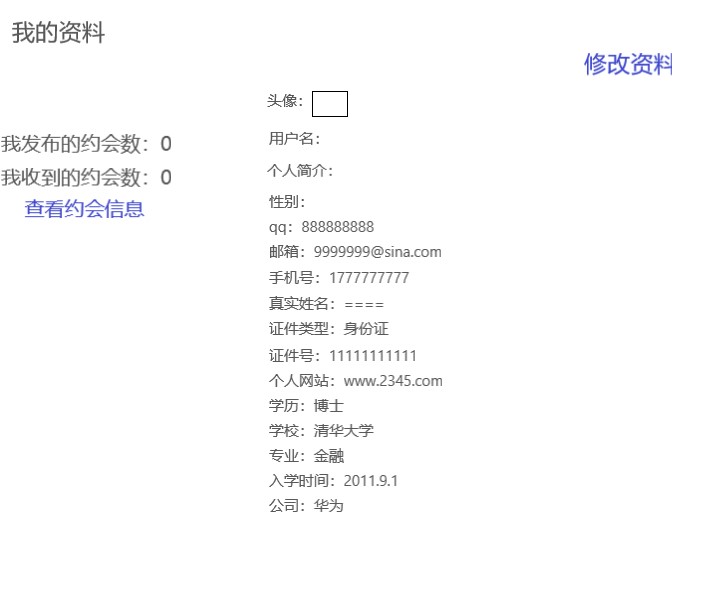 我的资料
修改资料
头像：
我发布的约会数：0
我收到的约会数：0
查看约会信息
用户名：
个人简介：
性别：
qq：888888888
邮箱：9999999@sina.com
手机号：1777777777
真实姓名：====
证件类型：身份证
证件号：11111111111
个人网站：www.2345.com
学历：博士
学校：清华大学
专业：金融
入学时间：2011.9.1
公司：华为